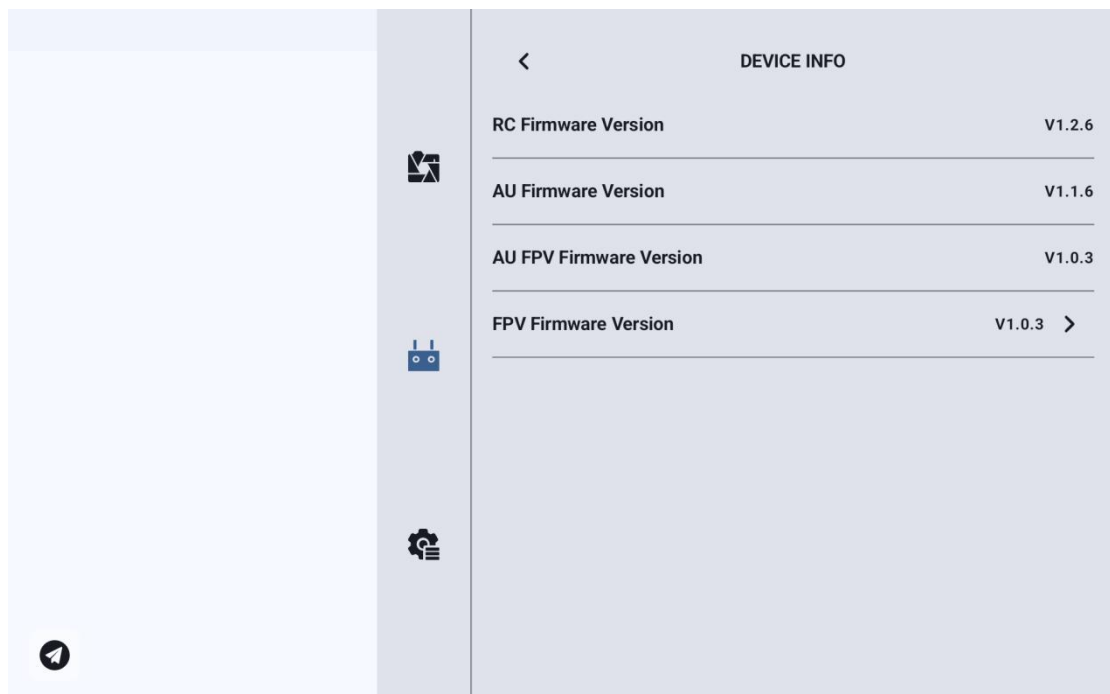 DEVICE INFO
RC Firmware Version V1.2.6
AU Firmware Version V1.1.6
AU FPV Firmware Version V1.0.3
FPV Firmware Version V1.0.3